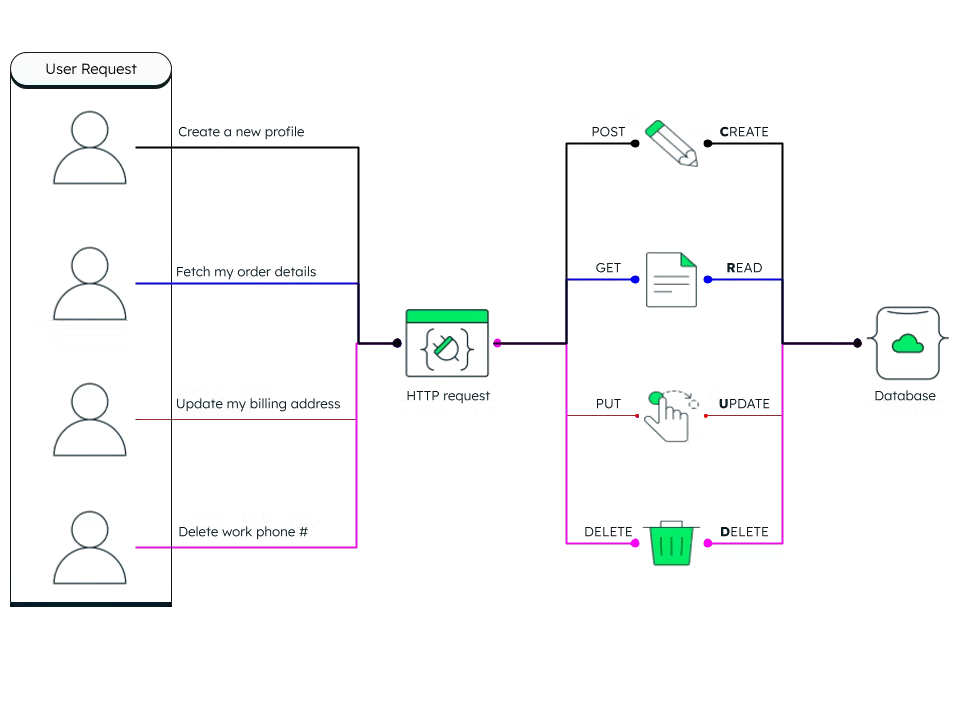 User Request
Create a new profile
Fetch my order details
Update my billing address
Delete work phone #
HTTP request
POST
CREATE
GET
READ
PUT
UPDATE
DELETE
DELETE
Database